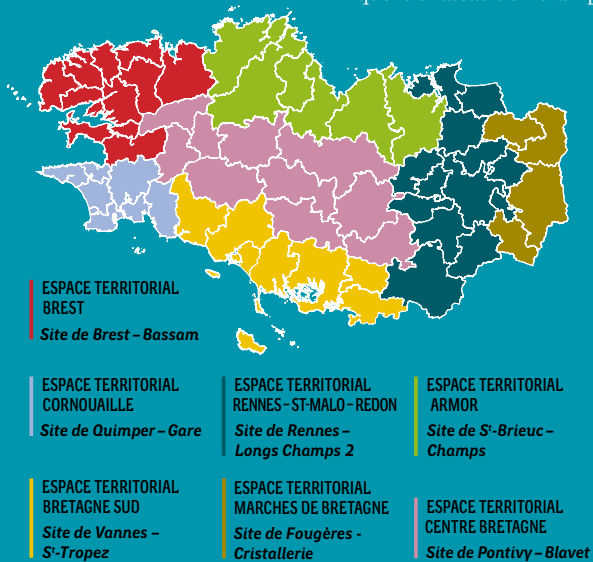 ESPACE TERRITORIAL
BREST
Site de Brest – Bassam
ESPACE TERRITORIAL
CORNOUAILLE
Site de Quimper – Gare
ESPACE TERRITORIAL
RENNES – ST-MALO – REDON
Site de Rennes –
Longs Champs 2
ESPACE TERRITORIAL
ARMOR
Site de Sᵗ-Brieuc –
Champs
ESPACE TERRITORIAL
BRETAGNE SUD
Site de Vannes –
Sᵗ-Tropez
ESPACE TERRITORIAL
MARCHES DE BRETAGNE
Site de Fougères -
Cristallerie
ESPACE TERRITORIAL
CENTRE BRETAGNE
Site de Pontivy – Blavet